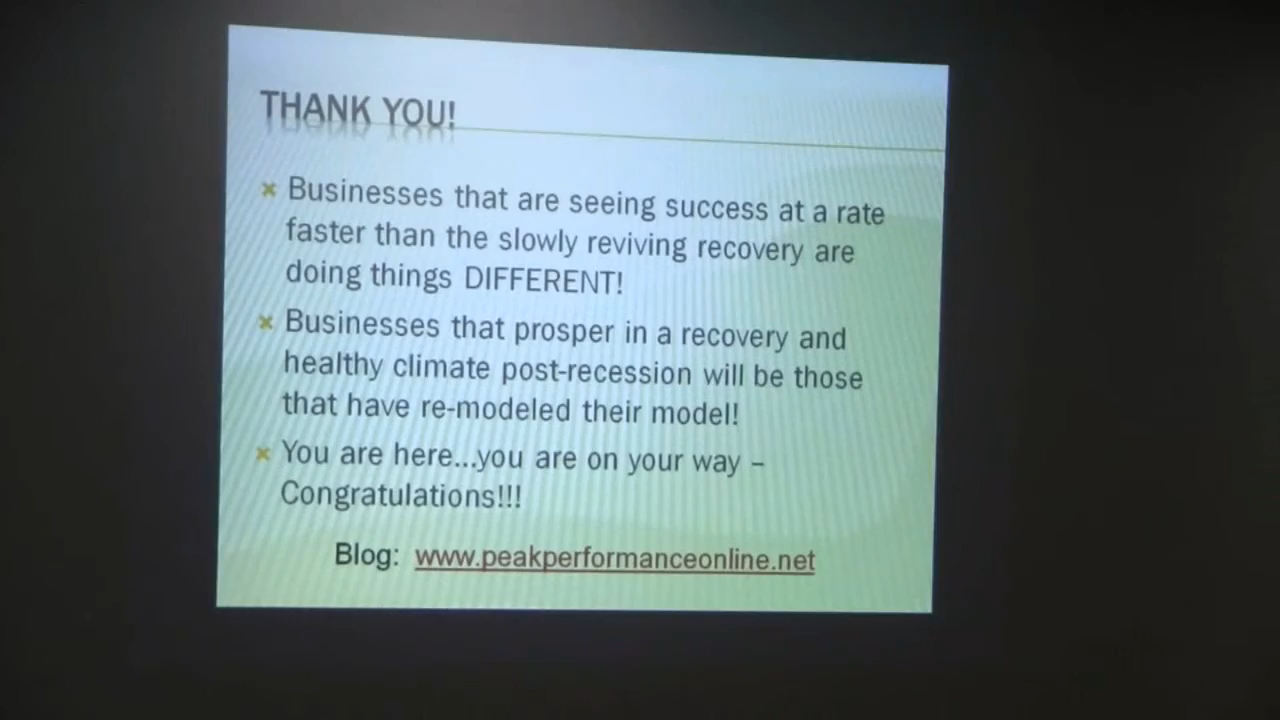 THANK YOU!
Businesses that are seeing success at a rate
faster than the slowly reviving recovery are
doing things DIFFERENT!
Businesses that prosper in a recovery and
healthy climate post-recession will be those
that have re-modeled their model!
You are here...you are on your way –
Congratulations!!!
Blog: www.peakperformanceonline.net